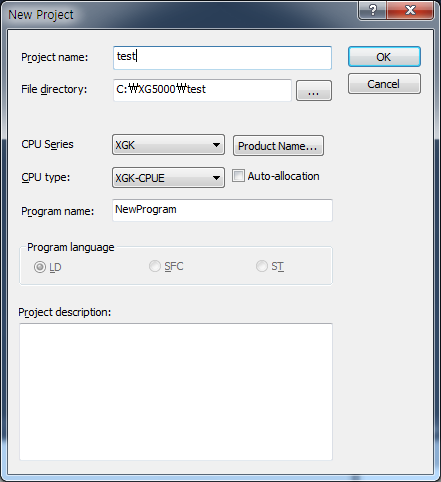 New Project
Project name: test OK
File directory: C:₩XG5000₩test ... Cancel
CPU Series XGK Product Name...
CPU type: XGK-CPUE Auto-allocation
Program name: NewProgram
Program language
LD SFC ST
Project description: